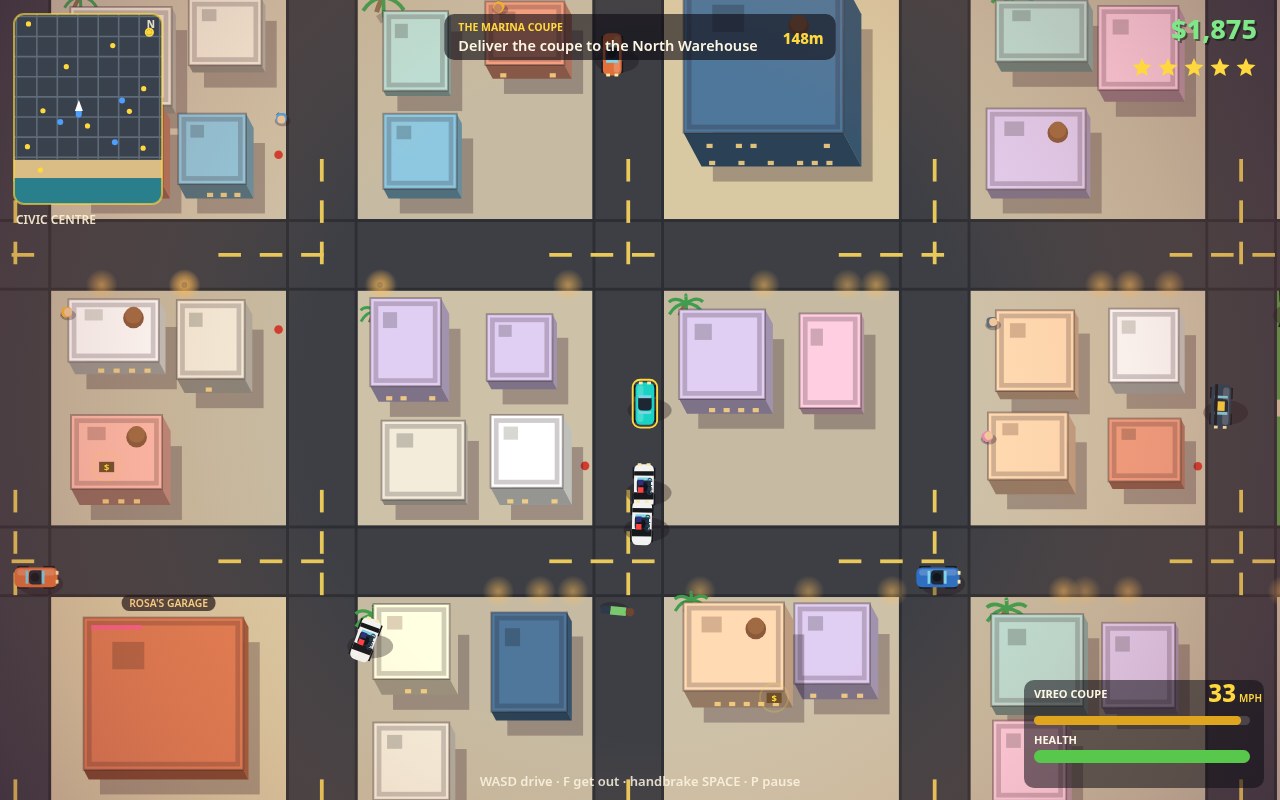 N
THE MARINA COUPE
Deliver the coupe to the North Warehouse
148m
$1,875
CIVIC CENTRE
$
ROSA'S GARAGE
$
VIREO COUPE
33 MPH
HEALTH
WASD drive · F get out · handbrake SPACE · P pause